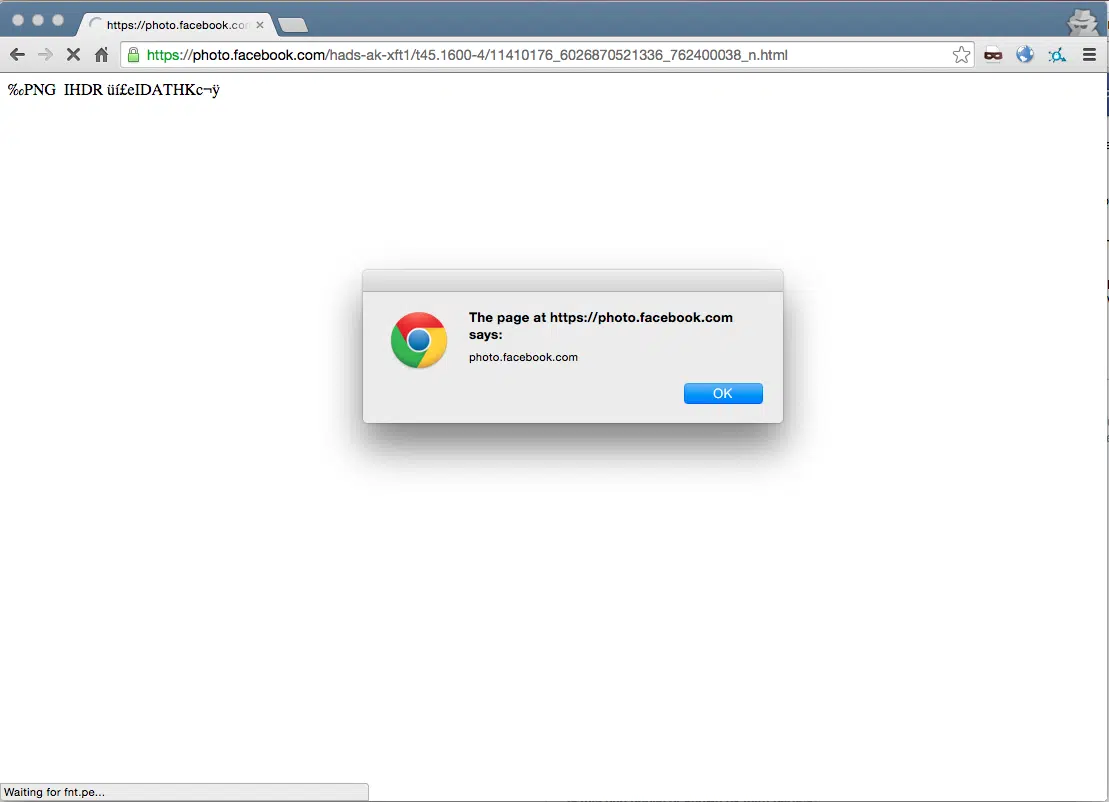 https://photo.facebook.co
https://photo.facebook.com/hads-ak-xft1/t45.1600-4/11410176_6026870521336_762400038_n.html
‰PNG IHDR üí£eIDATHKc¬ÿ
The page at https://photo.facebook.com
says:
photo.facebook.com
OK
Waiting for fnt.pe...